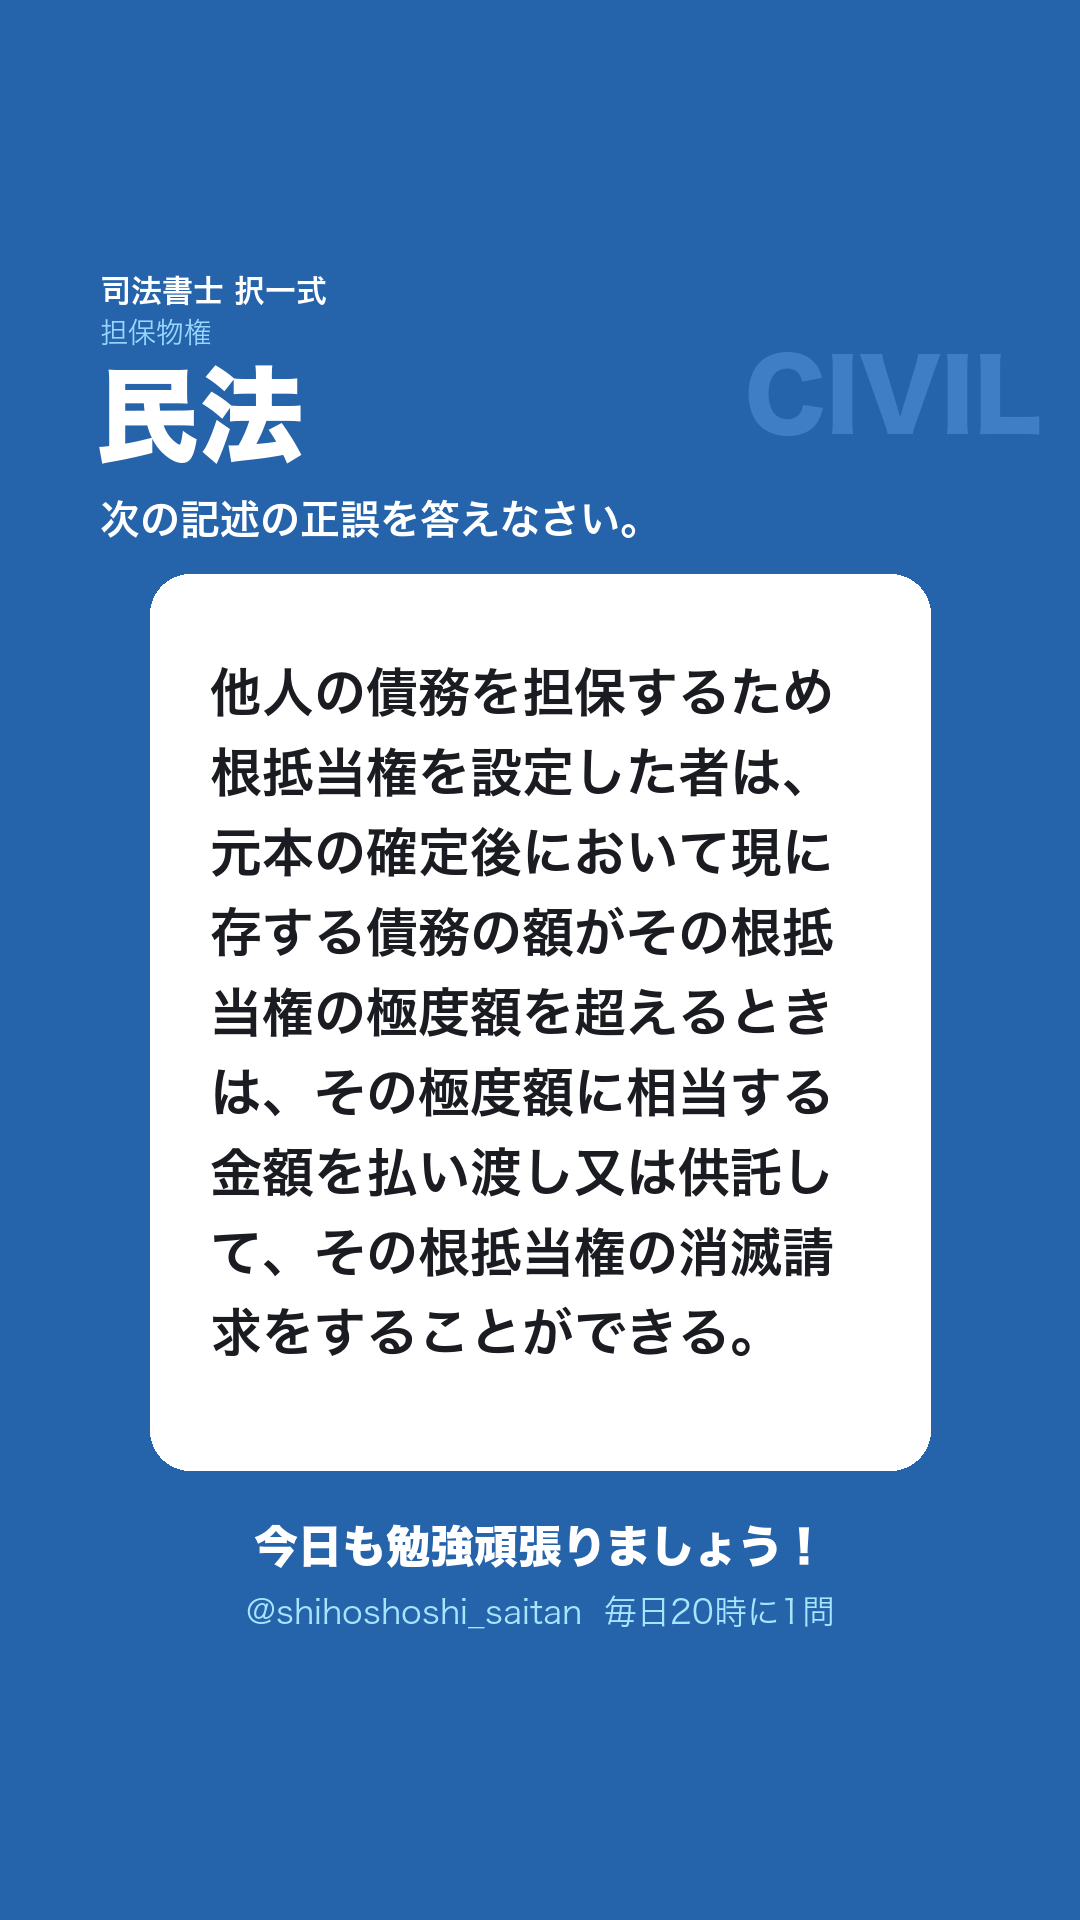 司法書士 択一式
担保物権
民法
CIVIL
次の記述の正誤を答えなさい。
他人の債務を担保するため
根抵当権を設定した者は、
元本の確定後において現に
存する債務の額がその根抵
当権の極度額を超えるとき
は、その極度額に相当する
金額を払い渡し又は供託し
て、その根抵当権の消滅請
求をすることができる。
今日も勉強頑張りましょう！
@shihoshoshi_saitan 毎日20時に1問